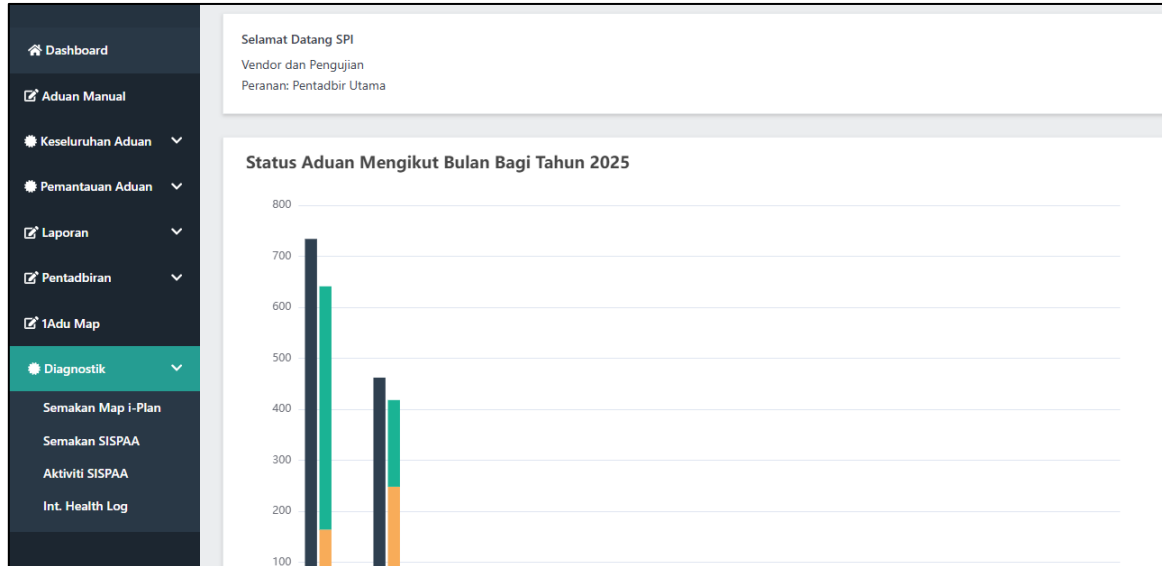 Dashboard
Aduan Manual
Keseluruhan Aduan
Pemantauan Aduan
Laporan
Pentadbiran
1Adu Map
Diagnostik
Semakan Map i-Plan
Semakan SISPAA
Aktiviti SISPAA
Int. Health Log
Selamat Datang SPI
Vendor dan Pengujian
Peranan: Pentadbir Utama
Status Aduan Mengikut Bulan Bagi Tahun 2025
800
700
600
500
400
300
200
100